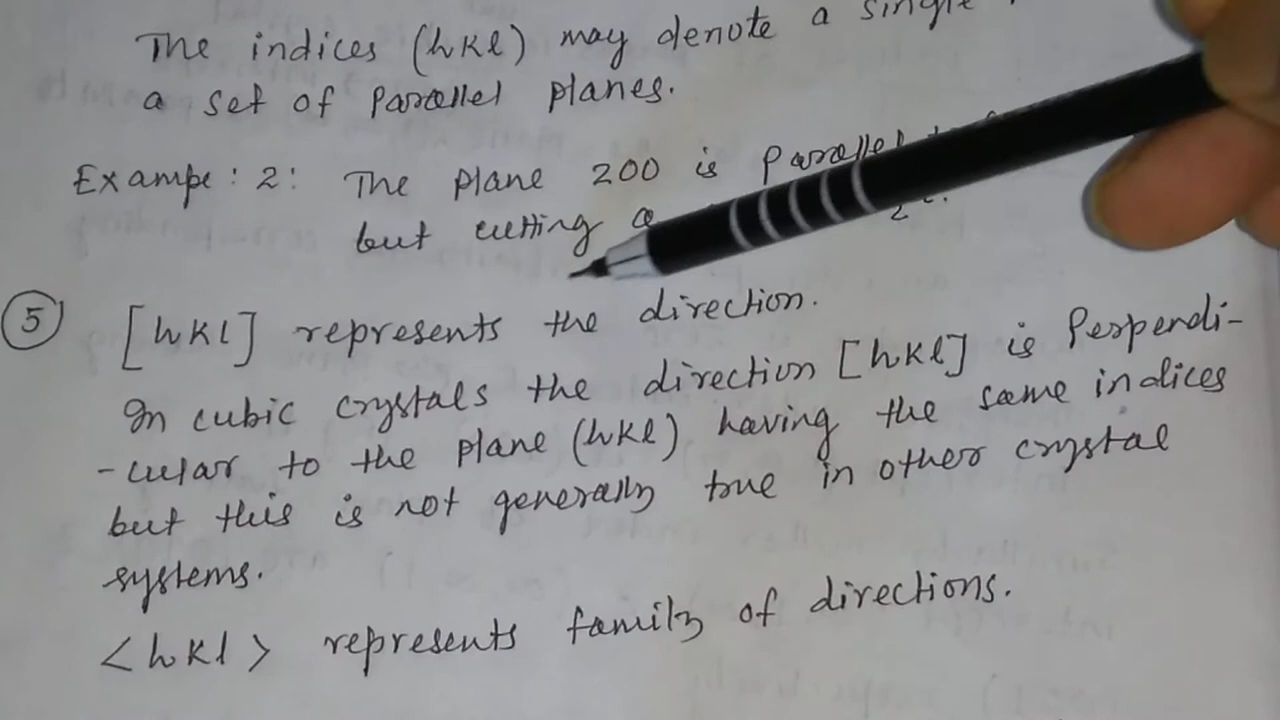 The indices (hkl) may denote a single
a set of parallel planes.
Exampe: 2: The plane 200 is parallel
but cutting a
⑤ [hkl] represents the direction.
In cubic crystals the direction [hkl] is Perpendi-
-cular to the plane (hkl) having the same indices
but this is not generally true in other crystal
systems.
<hkl> represents family of directions.